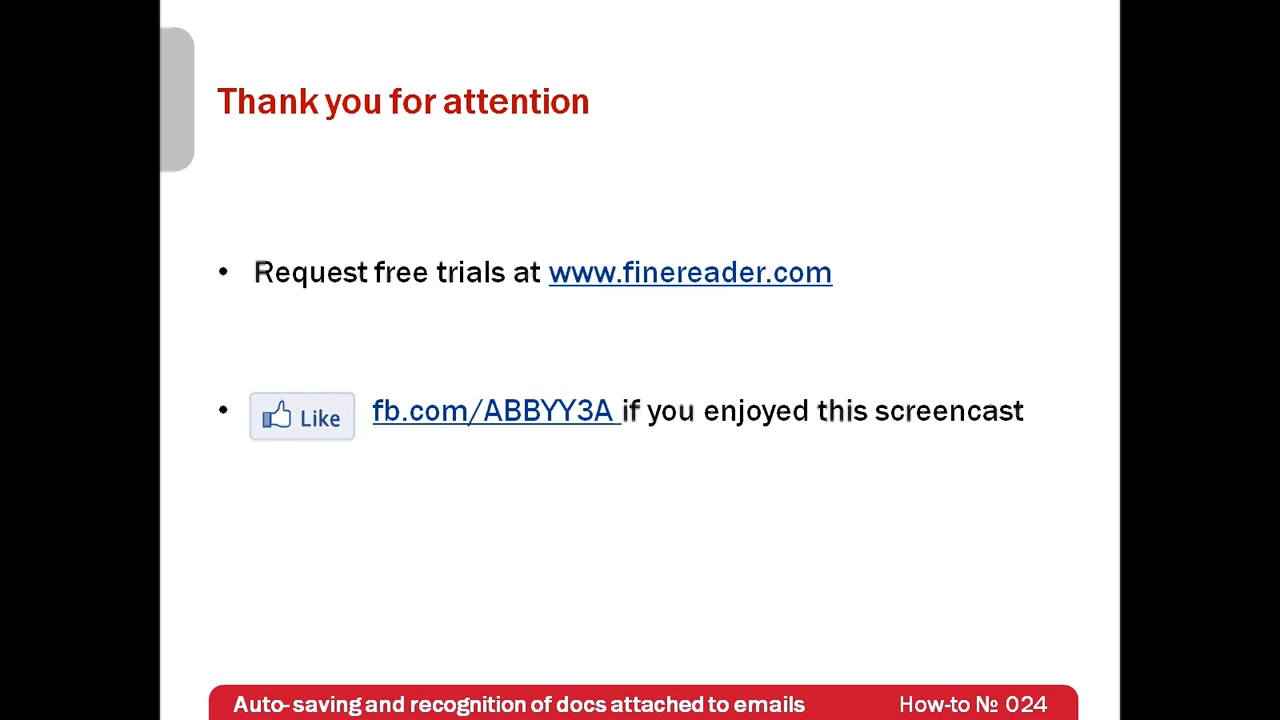 Thank you for attention
• Request free trials at www.finereader.com
• Like fb.com/ABBYY3A if you enjoyed this screencast
Auto-saving and recognition of docs attached to emails How-to № 024